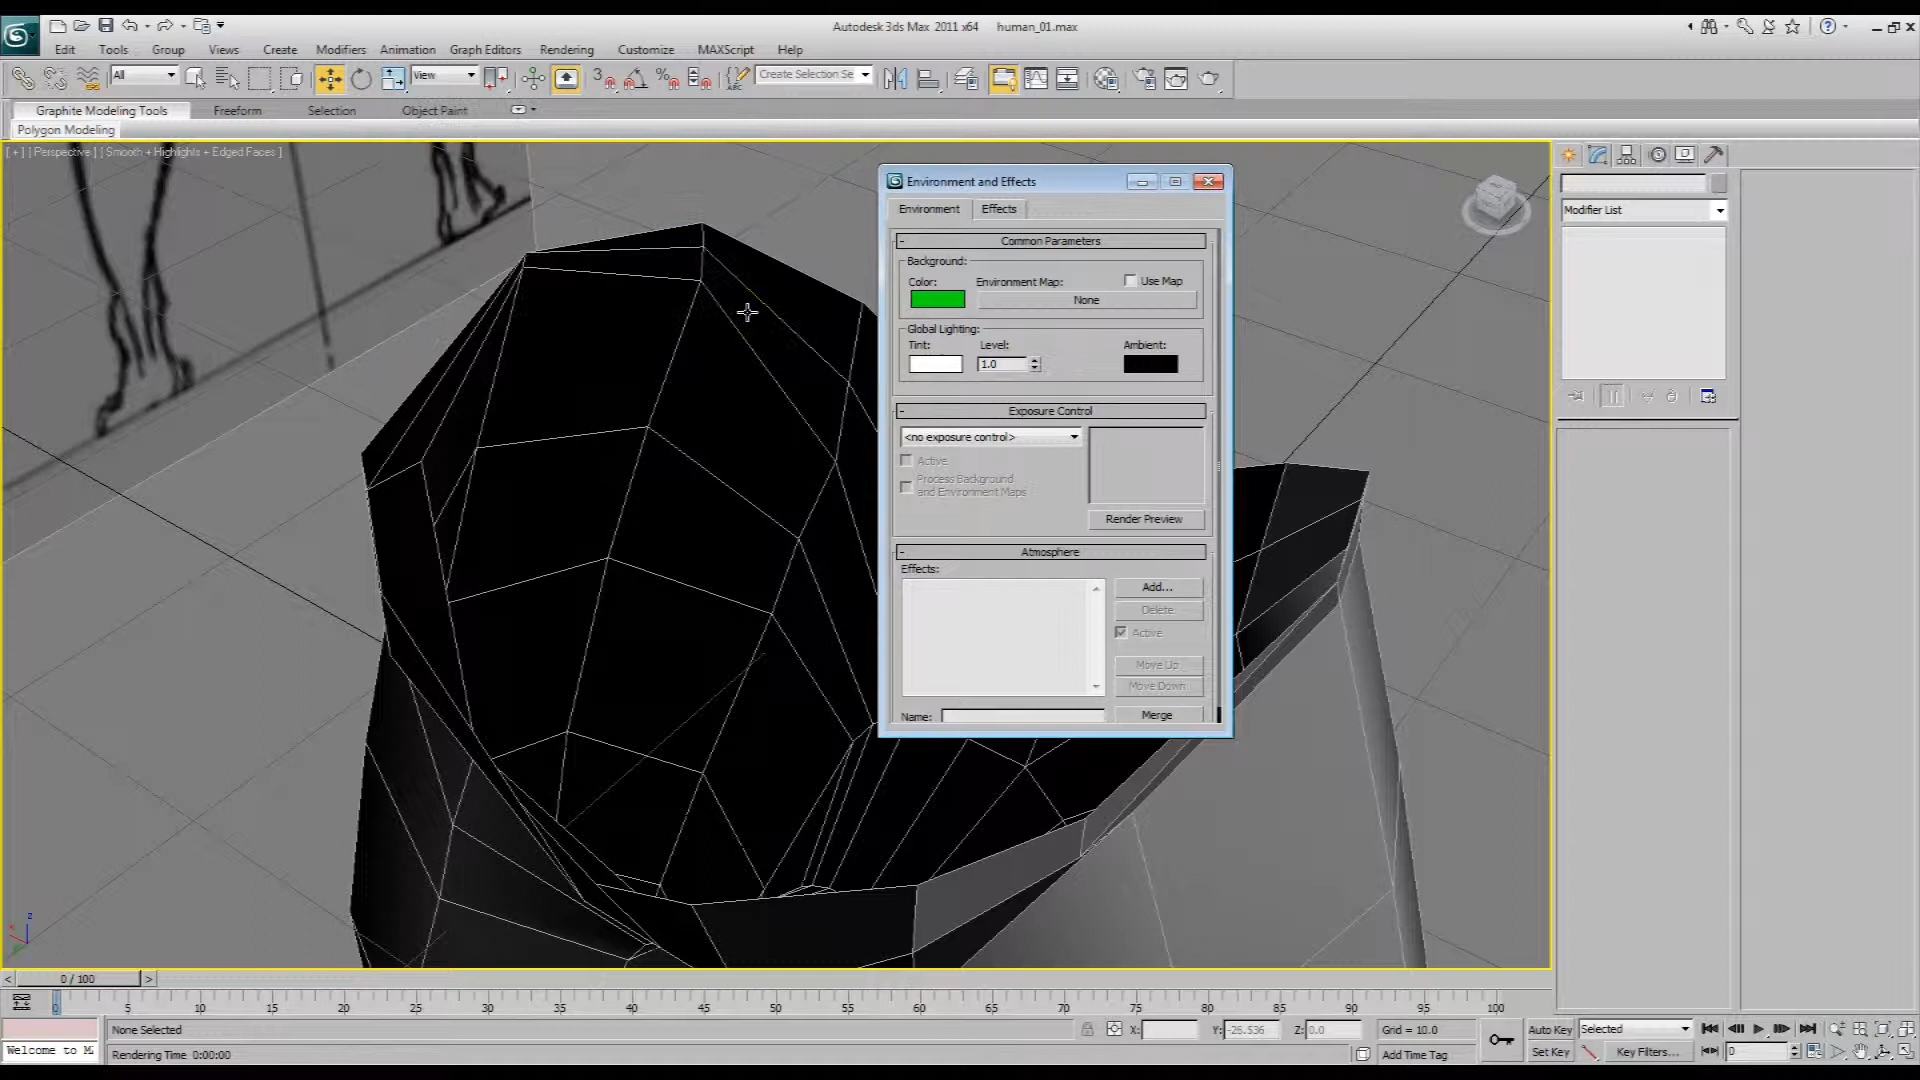 Autodesk 3ds Max 2011 x64 human_01.max
Edit Tools Group Views Create Modifiers Animation Graph Editors Rendering Customize MAXScript Help
All View Create Selection Se
Graphite Modeling Tools Freeform Selection Object Paint
Polygon Modeling
[ + ] [ Perspective ] [ Smooth + Highlights + Edged Faces ]
Environment and Effects
Environment Effects
- Common Parameters
Background:
Color: Environment Map: Use Map
None
Global Lighting:
Tint: Level: Ambient:
1.0
- Exposure Control
<no exposure control>
Active
Process Background
and Environment Maps
Render Preview
- Atmosphere
Effects:
Add...
Delete
Active
Move Up
Move Down
Name: Merge
Modifier List
z
< 0 / 100 >
0 5 10 15 20 25 30 35 40 45 50 55 60 65 70 75 80 85 90 95 100
None Selected X: Y: -26.536 Z: 0.0 Grid = 10.0 Auto Key Selected
Welcome to M Rendering Time 0:00:00 Add Time Tag Set Key Key Filters... 0